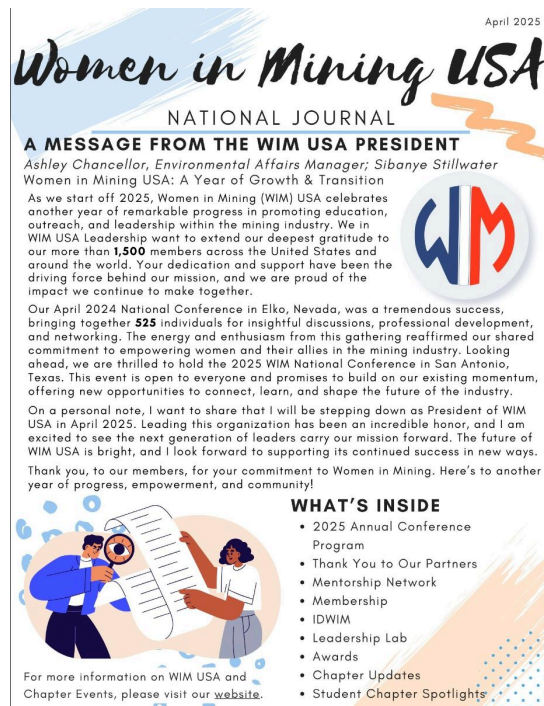 April 2025
Women in Mining USA
NATIONAL JOURNAL
A MESSAGE FROM THE WIM USA PRESIDENT
Ashley Chancellor, Environmental Affairs Manager; Sibanye Stillwater
Women in Mining USA: A Year of Growth & Transition
As we start off 2025, Women in Mining (WIM) USA celebrates
another year of remarkable progress in promoting education,
outreach, and leadership within the mining industry. We in
WIM USA Leadership want to extend our deepest gratitude to
our more than 1,500 members across the United States and
around the world. Your dedication and support have been the
driving force behind our mission, and we are proud of the
impact we continue to make together.
WIM
Our April 2024 National Conference in Elko, Nevada, was a tremendous success,
bringing together 525 individuals for insightful discussions, professional development,
and networking. The energy and enthusiasm from this gathering reaffirmed our shared
commitment to empowering women and their allies in the mining industry. Looking
ahead, we are thrilled to hold the 2025 WIM National Conference in San Antonio,
Texas. This event is open to everyone and promises to build on our existing momentum,
offering new opportunities to connect, learn, and shape the future of the industry.
On a personal note, I want to share that I will be stepping down as President of WIM
USA in April 2025. Leading this organization has been an incredible honor, and I am
excited to see the next generation of leaders carry our mission forward. The future of
WIM USA is bright, and I look forward to supporting its continued success in new ways.
Thank you, to our members, for your commitment to Women in Mining. Here's to another
year of progress, empowerment, and community!
WHAT'S INSIDE
• 2025 Annual Conference
Program
• Thank You to Our Partners
• Mentorship Network
• Membership
• IDWIM
• Leadership Lab
• Awards
• Chapter Updates
• Student Chapter Spotlights
For more information on WIM USA and
Chapter Events, please visit our website.